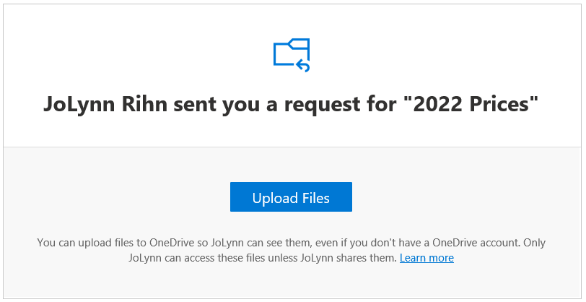 JoLynn Rihn sent you a request for "2022 Prices"
Upload Files
You can upload files to OneDrive so JoLynn can see them, even if you don't have a OneDrive account. Only
JoLynn can access these files unless JoLynn shares them. Learn more